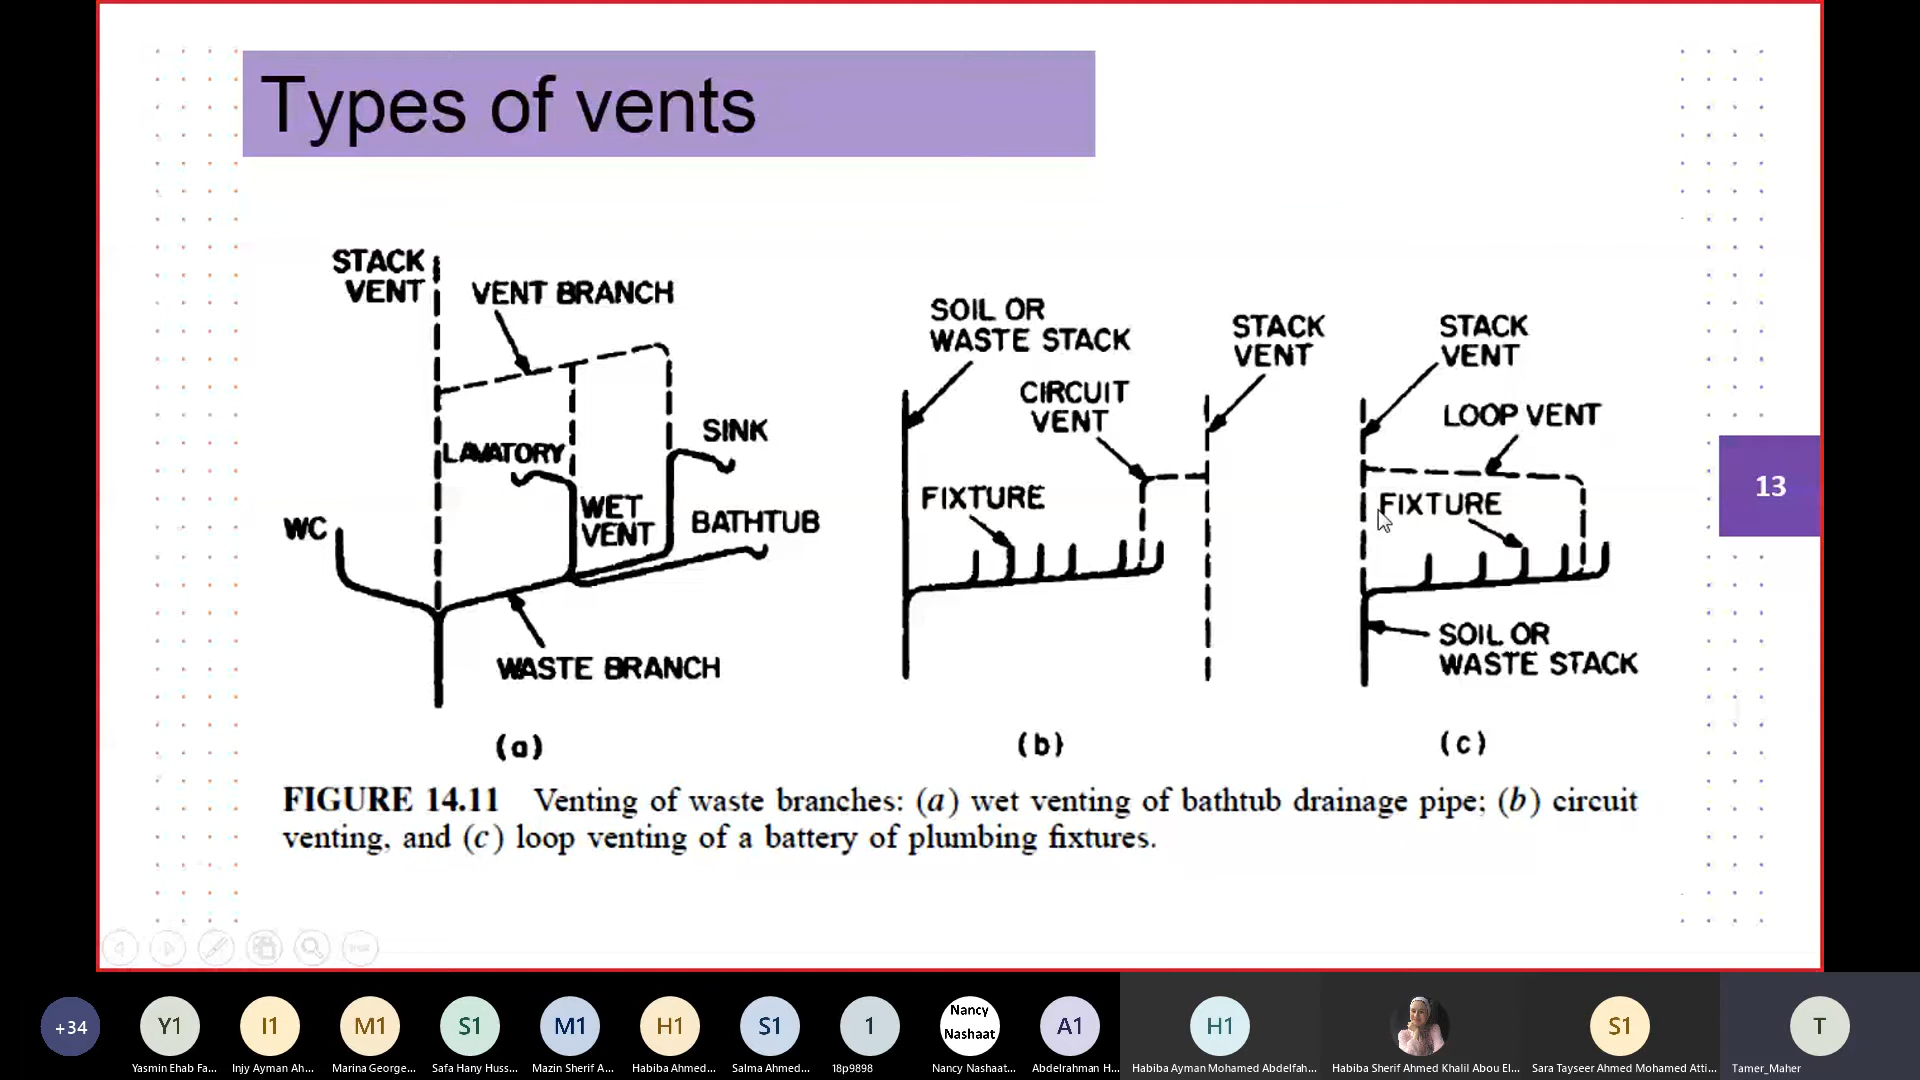 Types of vents
STACK
VENT
VENT BRANCH
LAVATORY
SINK
WC
WET
VENT
BATHTUB
WASTE BRANCH
(a)
SOIL OR
WASTE STACK
STACK
VENT
CIRCUIT
VENT
FIXTURE
(b)
STACK
VENT
LOOP VENT
FIXTURE
SOIL OR
WASTE STACK
(c)
13
FIGURE 14.11 Venting of waste branches: (a) wet venting of bathtub drainage pipe; (b) circuit
venting, and (c) loop venting of a battery of plumbing fixtures.
+34
Y1
I1
M1
S1
M1
H1
S1
1
Nancy
Nashaat
A1
H1
S1
T
Yasmin Ehab Fa...
Injy Ayman Ah...
Marina George...
Safa Hany Huss...
Mazin Sherif A...
Habiba Ahmed...
Salma Ahmed...
18p9898
Nancy Nashaat...
Abdelrahman H...
Habiba Ayman Mohamed Abdelfah...
Habiba Sherif Ahmed Khalil Abou El...
Sara Tayseer Ahmed Mohamed Atti...
Tamer_Maher